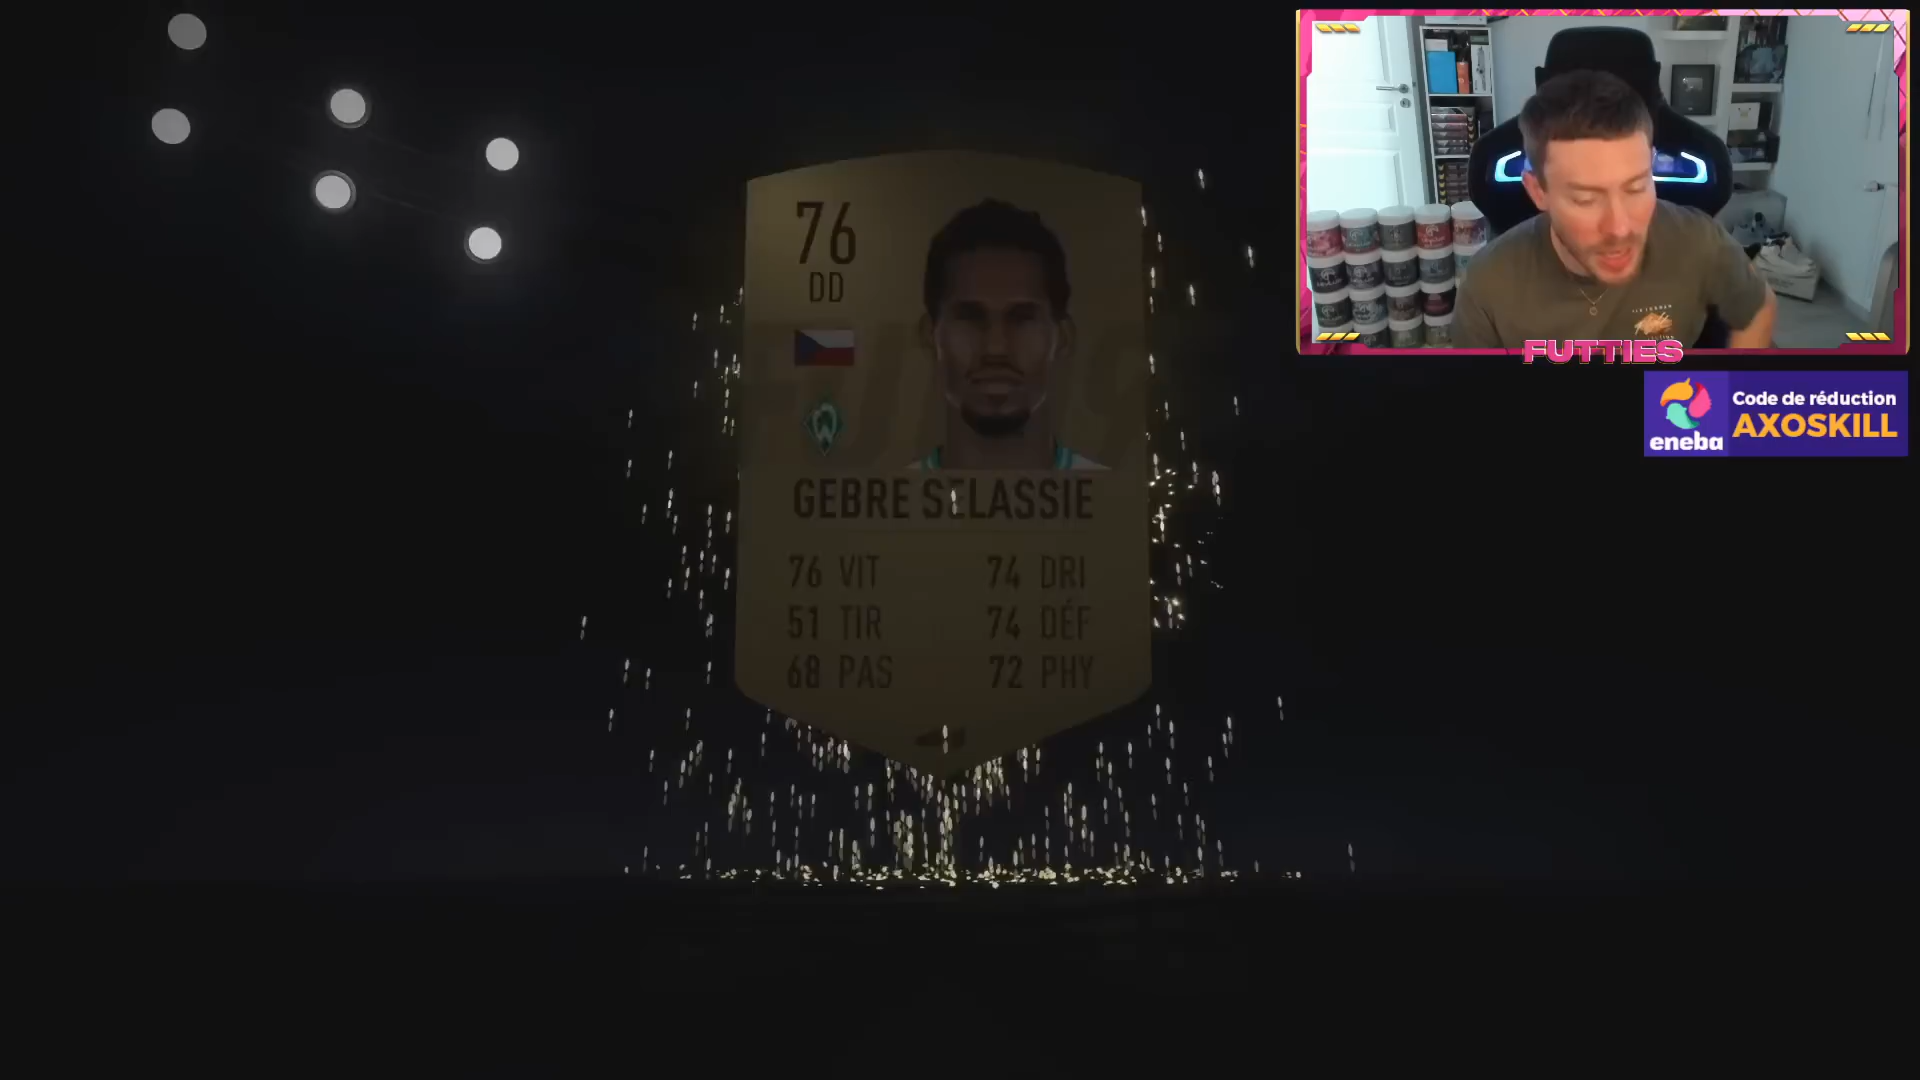 76
DD
GEBRE SELASSIE
76 VIT 74 DRI
51 TIR 74 DÉF
68 PAS 72 PHY
FUTTIES
Code de réduction
eneba AXOSKILL